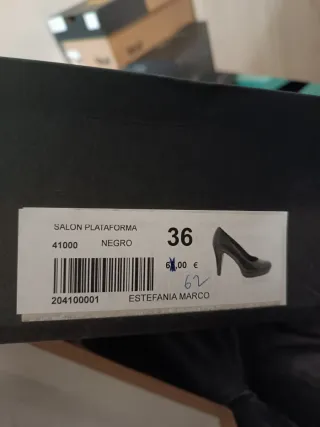 SALON PLATAFORMA
41000 NEGRO 36
,00 €
62
204100001 ESTEFANIA MARCO